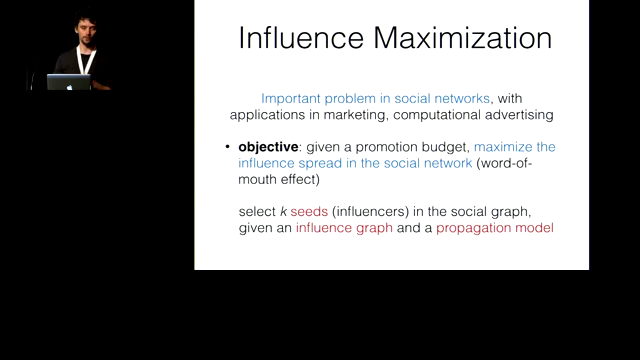 Influence Maximization
Important problem in social networks, with
applications in marketing, computational advertising
• objective: given a promotion budget, maximize the
influence spread in the social network (word-of-
mouth effect)
select k seeds (influencers) in the social graph,
given an influence graph and a propagation model